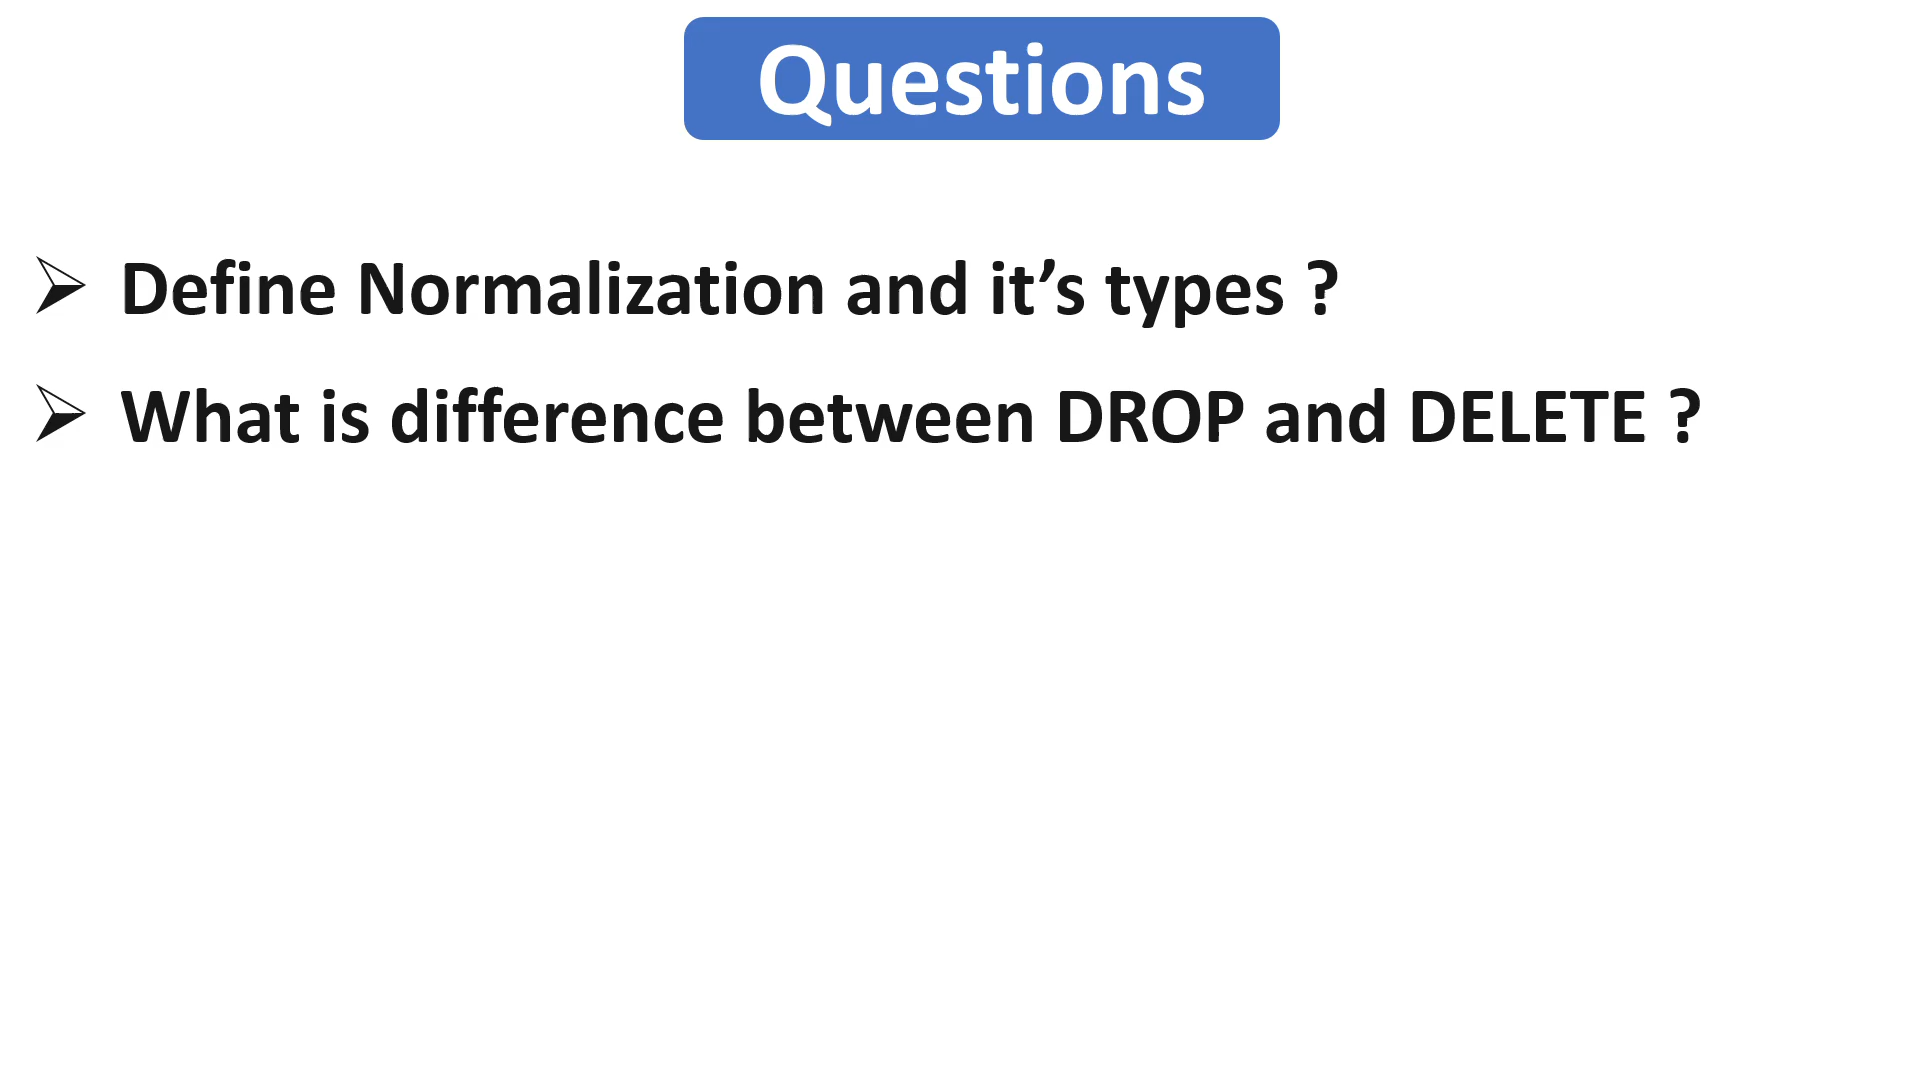 Questions
➢ Define Normalization and it’s types ?
➢ What is difference between DROP and DELETE ?